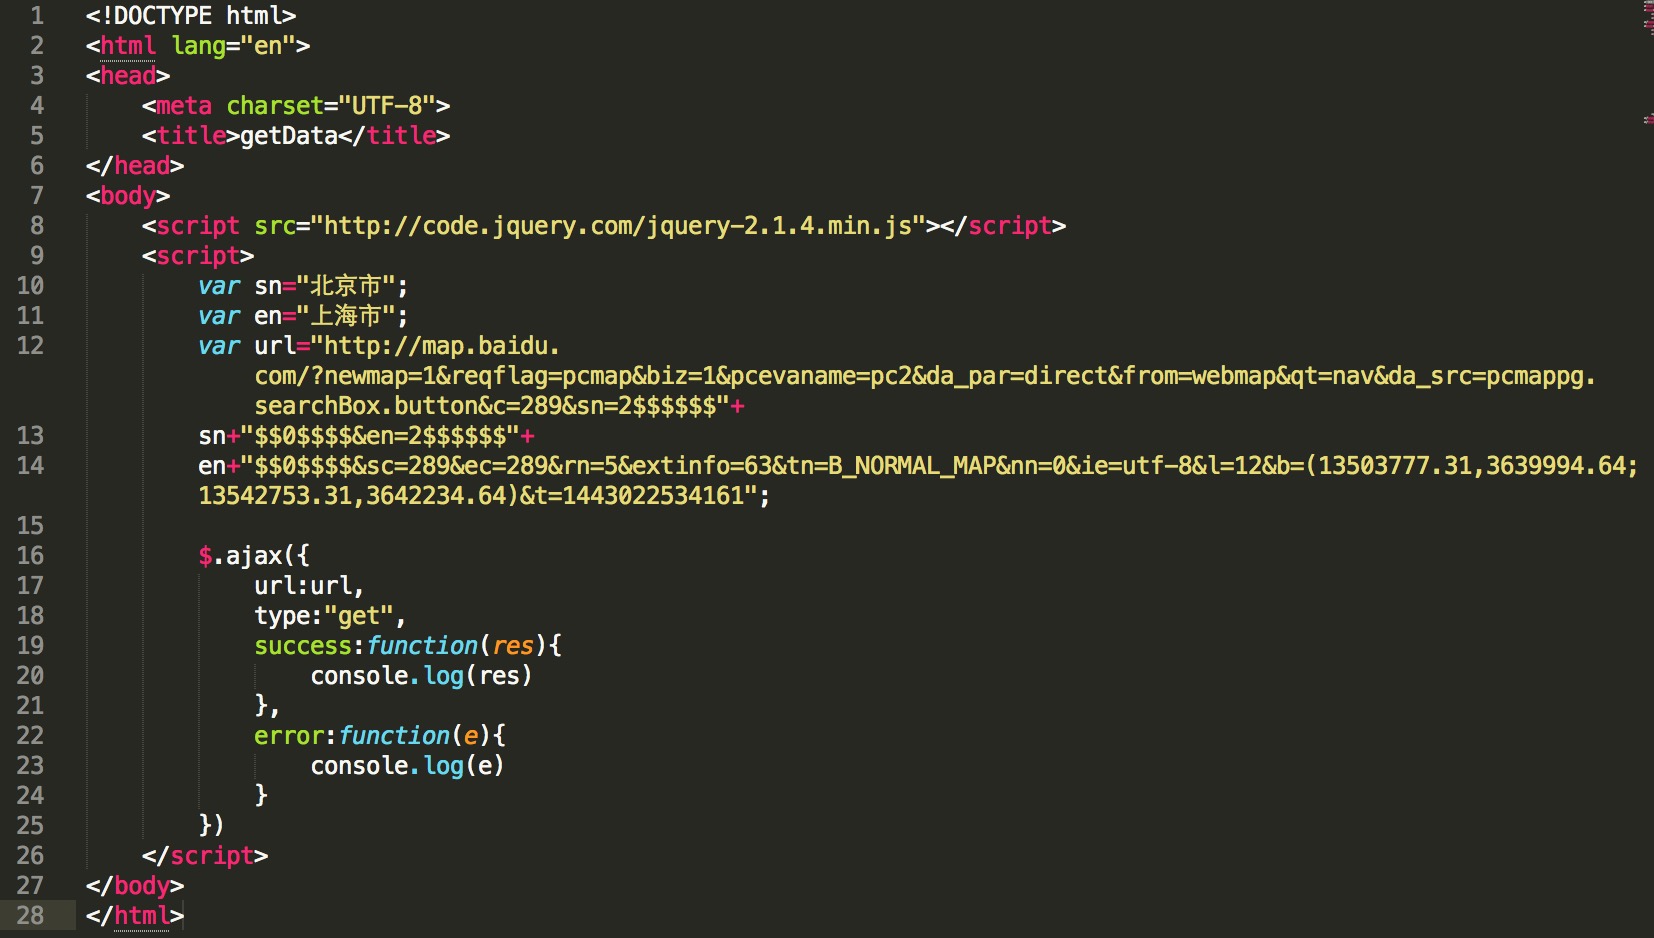 1 <!DOCTYPE html>
2 <html lang="en">
3 <head>
4 <meta charset="UTF-8">
5 <title>getData</title>
6 </head>
7 <body>
8 <script src="http://code.jquery.com/jquery-2.1.4.min.js"></script>
9 <script>
10 var sn="北京市";
11 var en="上海市";
12 var url="http://map.baidu.
com/?newmap=1&reqflag=pcmap&biz=1&pcevaname=pc2&da_par=direct&from=webmap&qt=nav&da_src=pcmappg.
searchBox.button&c=289&sn=2$$$$$$"+
13 sn+"$$0$$$$&en=2$$$$$$"+
14 en+"$$0$$$$&sc=289&ec=289&rn=5&extinfo=63&tn=B_NORMAL_MAP&nn=0&ie=utf-8&l=12&b=(13503777.31,3639994.64;
13542753.31,3642234.64)&t=1443022534161";
15
16 $.ajax({
17 url:url,
18 type:"get",
19 success:function(res){
20 console.log(res)
21 },
22 error:function(e){
23 console.log(e)
24 }
25 })
26 </script>
27 </body>
28 </html>